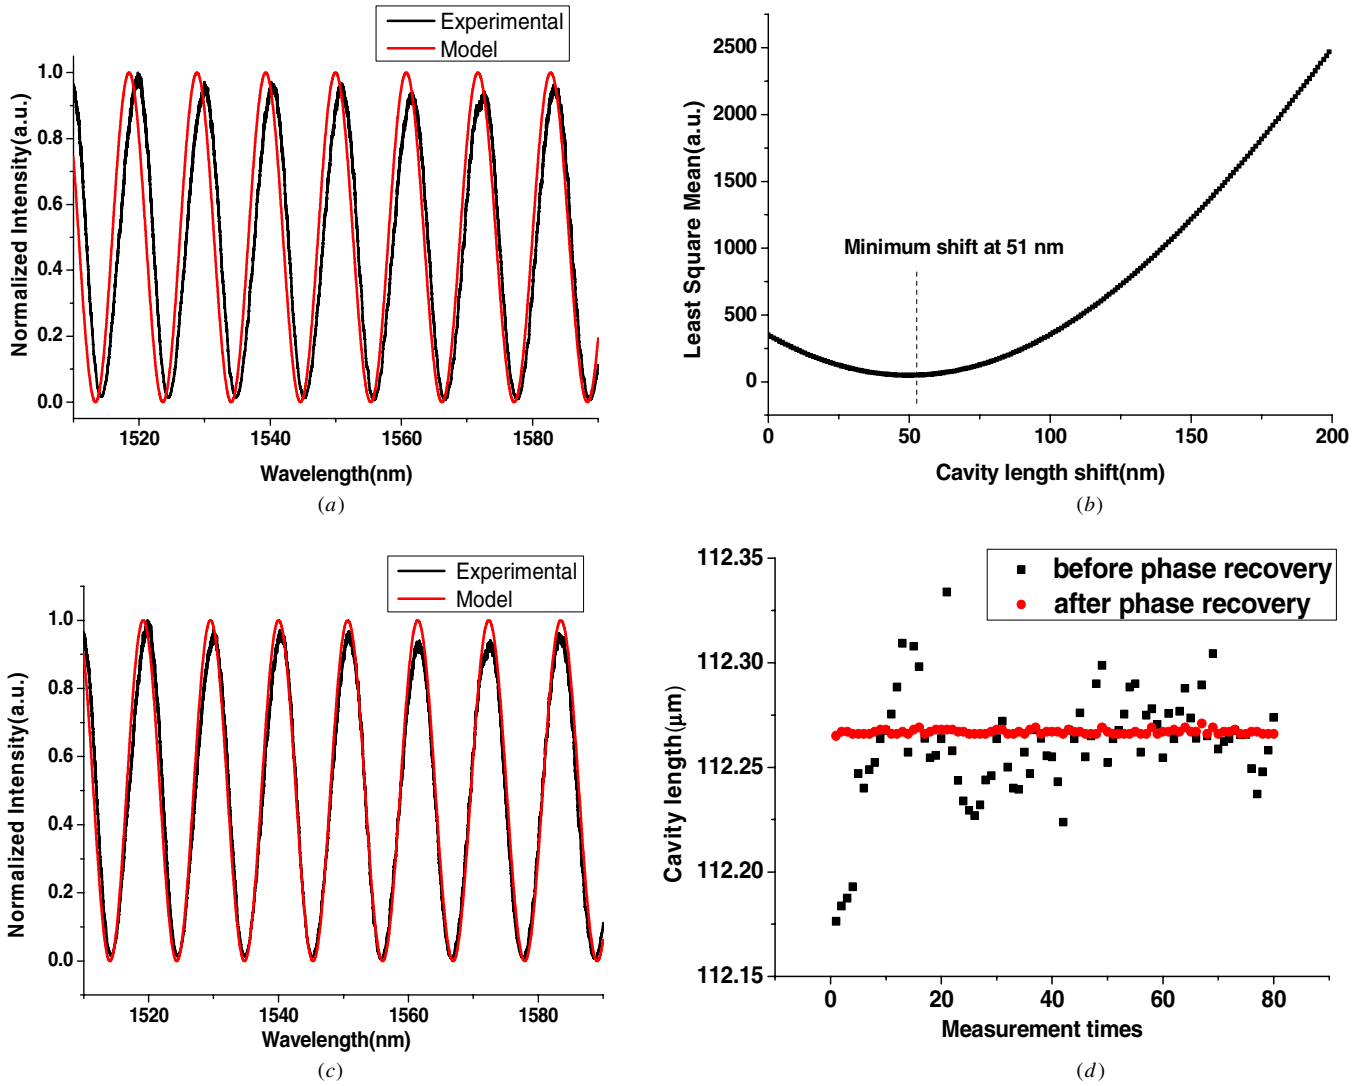 Experimental
Model
Normalized Intensity(a.u.)
1.0
0.8
0.6
0.4
0.2
0.0
1520
1540
1560
1580
Wavelength(nm)
(a)
Least Square Mean(a.u.)
2500
2000
1500
1000
500
0
Minimum shift at 51 nm
0
50
100
150
200
Cavity length shift(nm)
(b)
Experimental
Model
Normalized Intensity(a.u.)
1.0
0.8
0.6
0.4
0.2
0.0
1520
1540
1560
1580
Wavelength(nm)
(c)
before phase recovery
after phase recovery
Cavity length(μm)
112.35
112.30
112.25
112.20
112.15
0
20
40
60
80
Measurement times
(d)